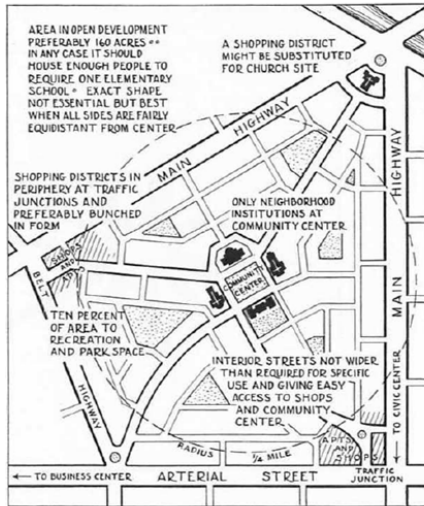 AREA IN OPEN DEVELOPMENT
PREFERABLY 160 ACRES **
IN ANY CASE IT SHOULD
HOUSE ENOUGH PEOPLE TO
REQUIRE ONE ELEMENTARY
SCHOOL * EXACT SHAPE
NOT ESSENTIAL BUT BEST
WHEN ALL SIDES ARE FAIRLY
EQUIDISTANT FROM CENTER
A SHOPPING DISTRICT
MIGHT BE SUBSTITUTED
FOR CHURCH SITE
MAIN HIGHWAY
SHOPPING DISTRICTS IN
PERIPHERY AT TRAFFIC
JUNCTIONS AND
PREFERABLY BUNCHED
IN FORM
HIGHWAY MAIN
ONLY NEIGHBORHOOD
INSTITUTIONS AT
COMMUNITY CENTER
SHOPS
AND
APTS
BELT HIGHWAY
COMMUNITY
CENTER
TEN PERCENT
OF AREA TO
RECREATION
AND PARK SPACE
INTERIOR STREETS NOT WIDER
THAN REQUIRED FOR SPECIFIC
USE AND GIVING EASY
ACCESS TO SHOPS
AND COMMUNITY
CENTER
TO CIVIC CENTER
RADIUS 1/4 MILE
APTS
AND
SHOPS
TRAFFIC
JUNCTION
TO BUSINESS CENTER
ARTERIAL STREET